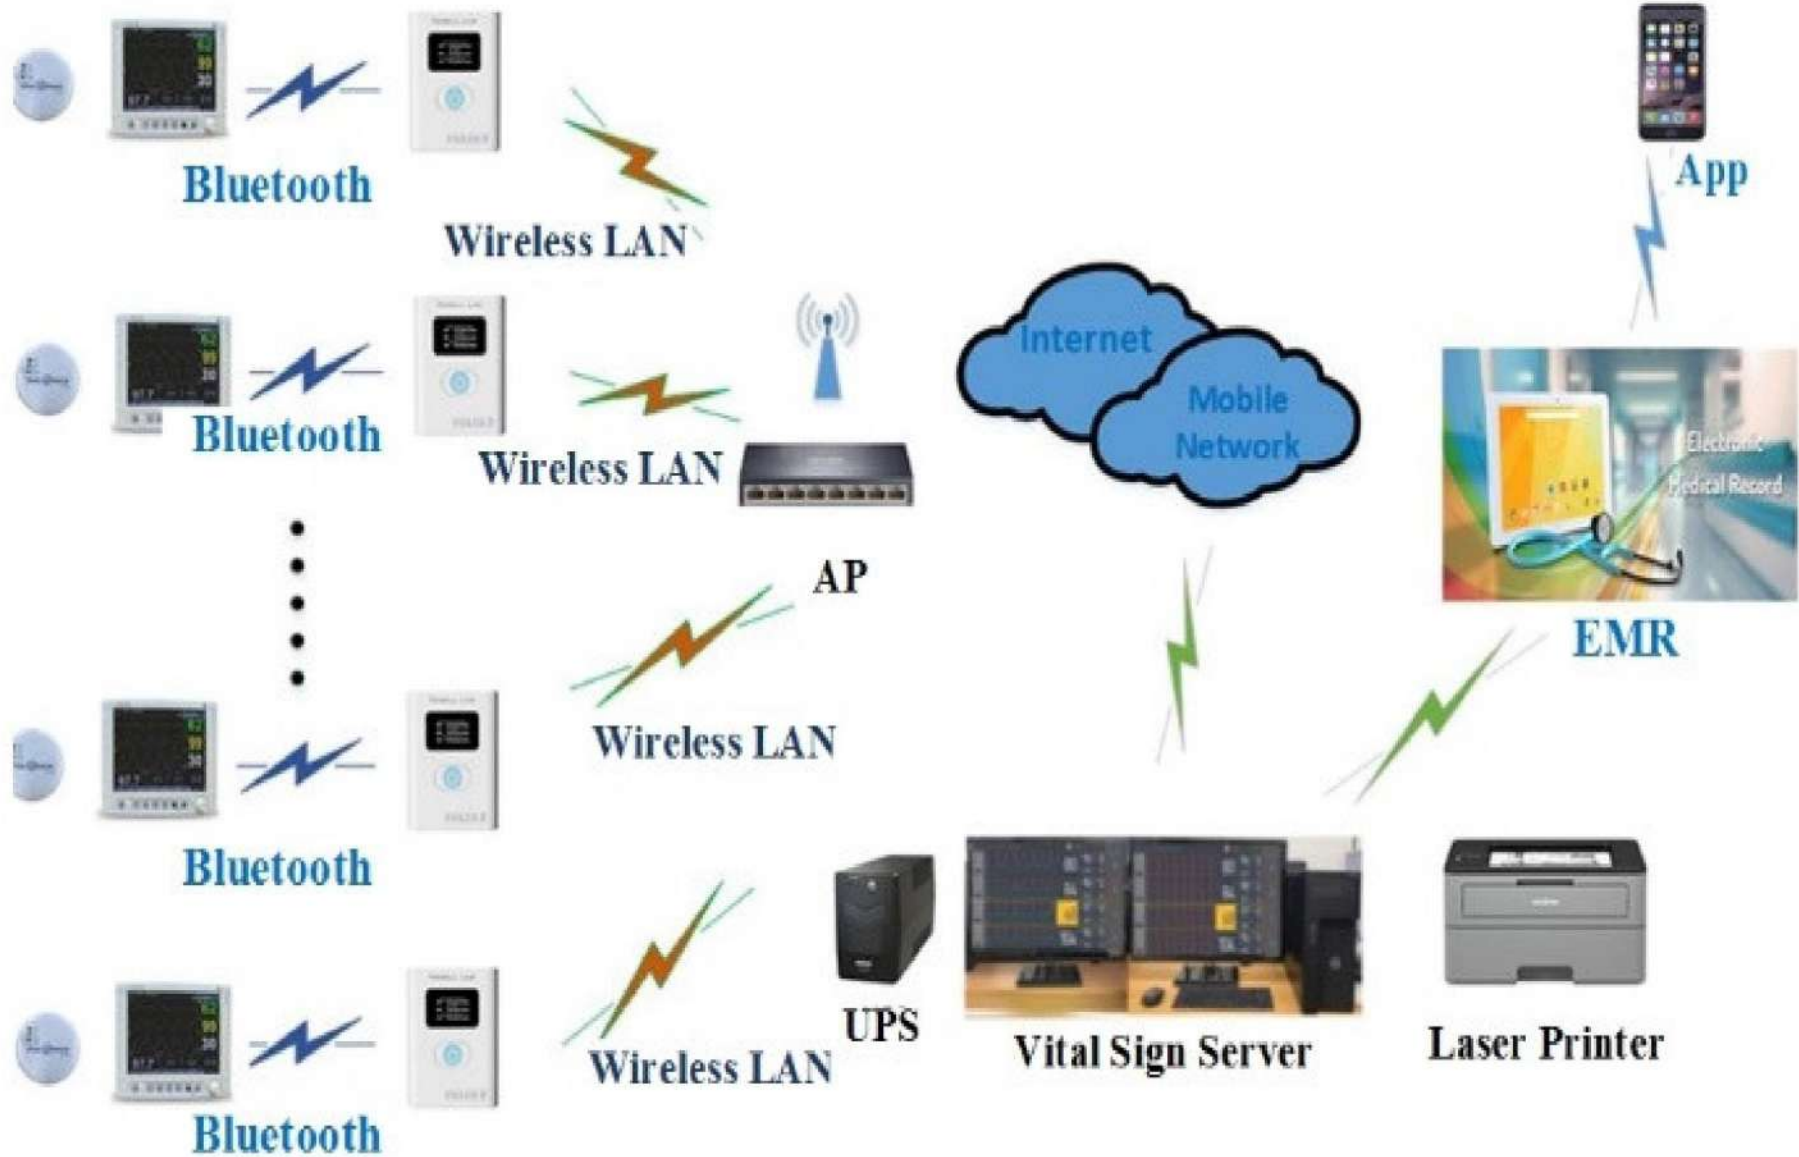 Bluetooth
Wireless LAN
App
Internet
Mobile
Network
Bluetooth
Wireless LAN
Electronic
Medical Record
AP
EMR
Wireless LAN
Bluetooth
UPS
Vital Sign Server
Laser Printer
Wireless LAN
Bluetooth